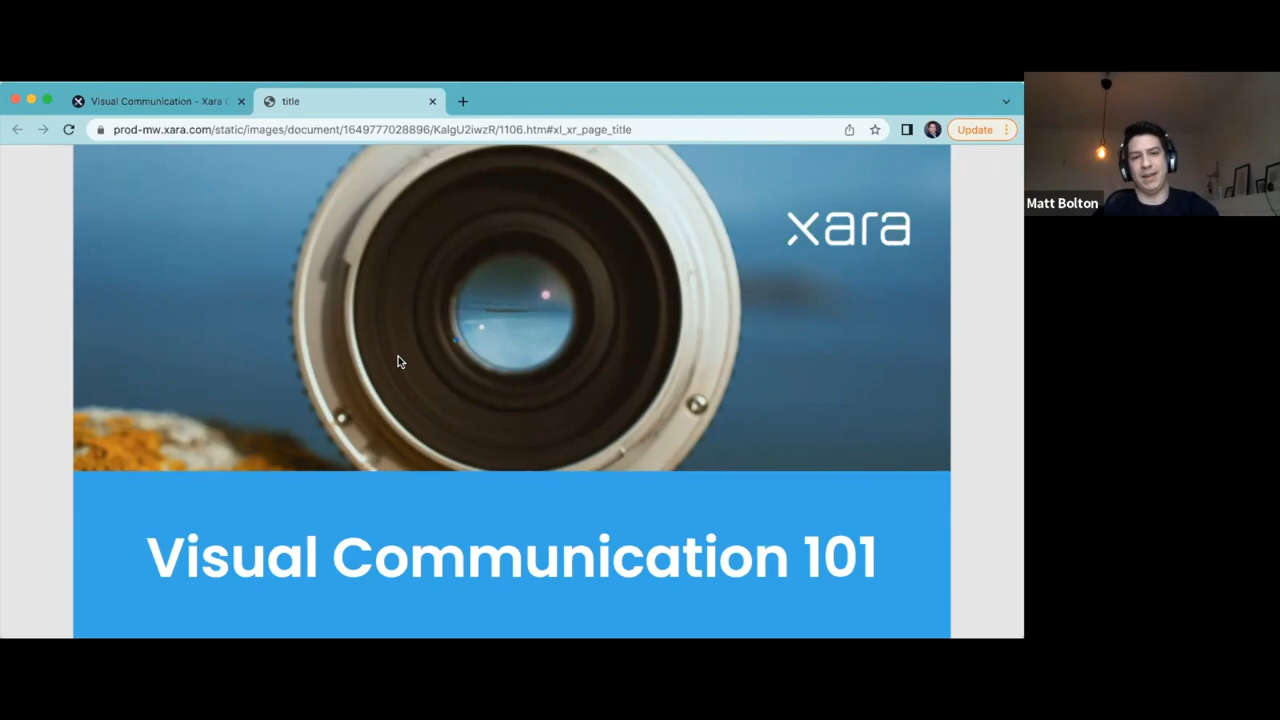 Visual Communication - Xara
title
prod-mw.xara.com/static/images/document/1649777028896/KalgU2iwzR/1106.htm#xl_xr_page_title
Update
xara
Matt Bolton
Visual Communication 101